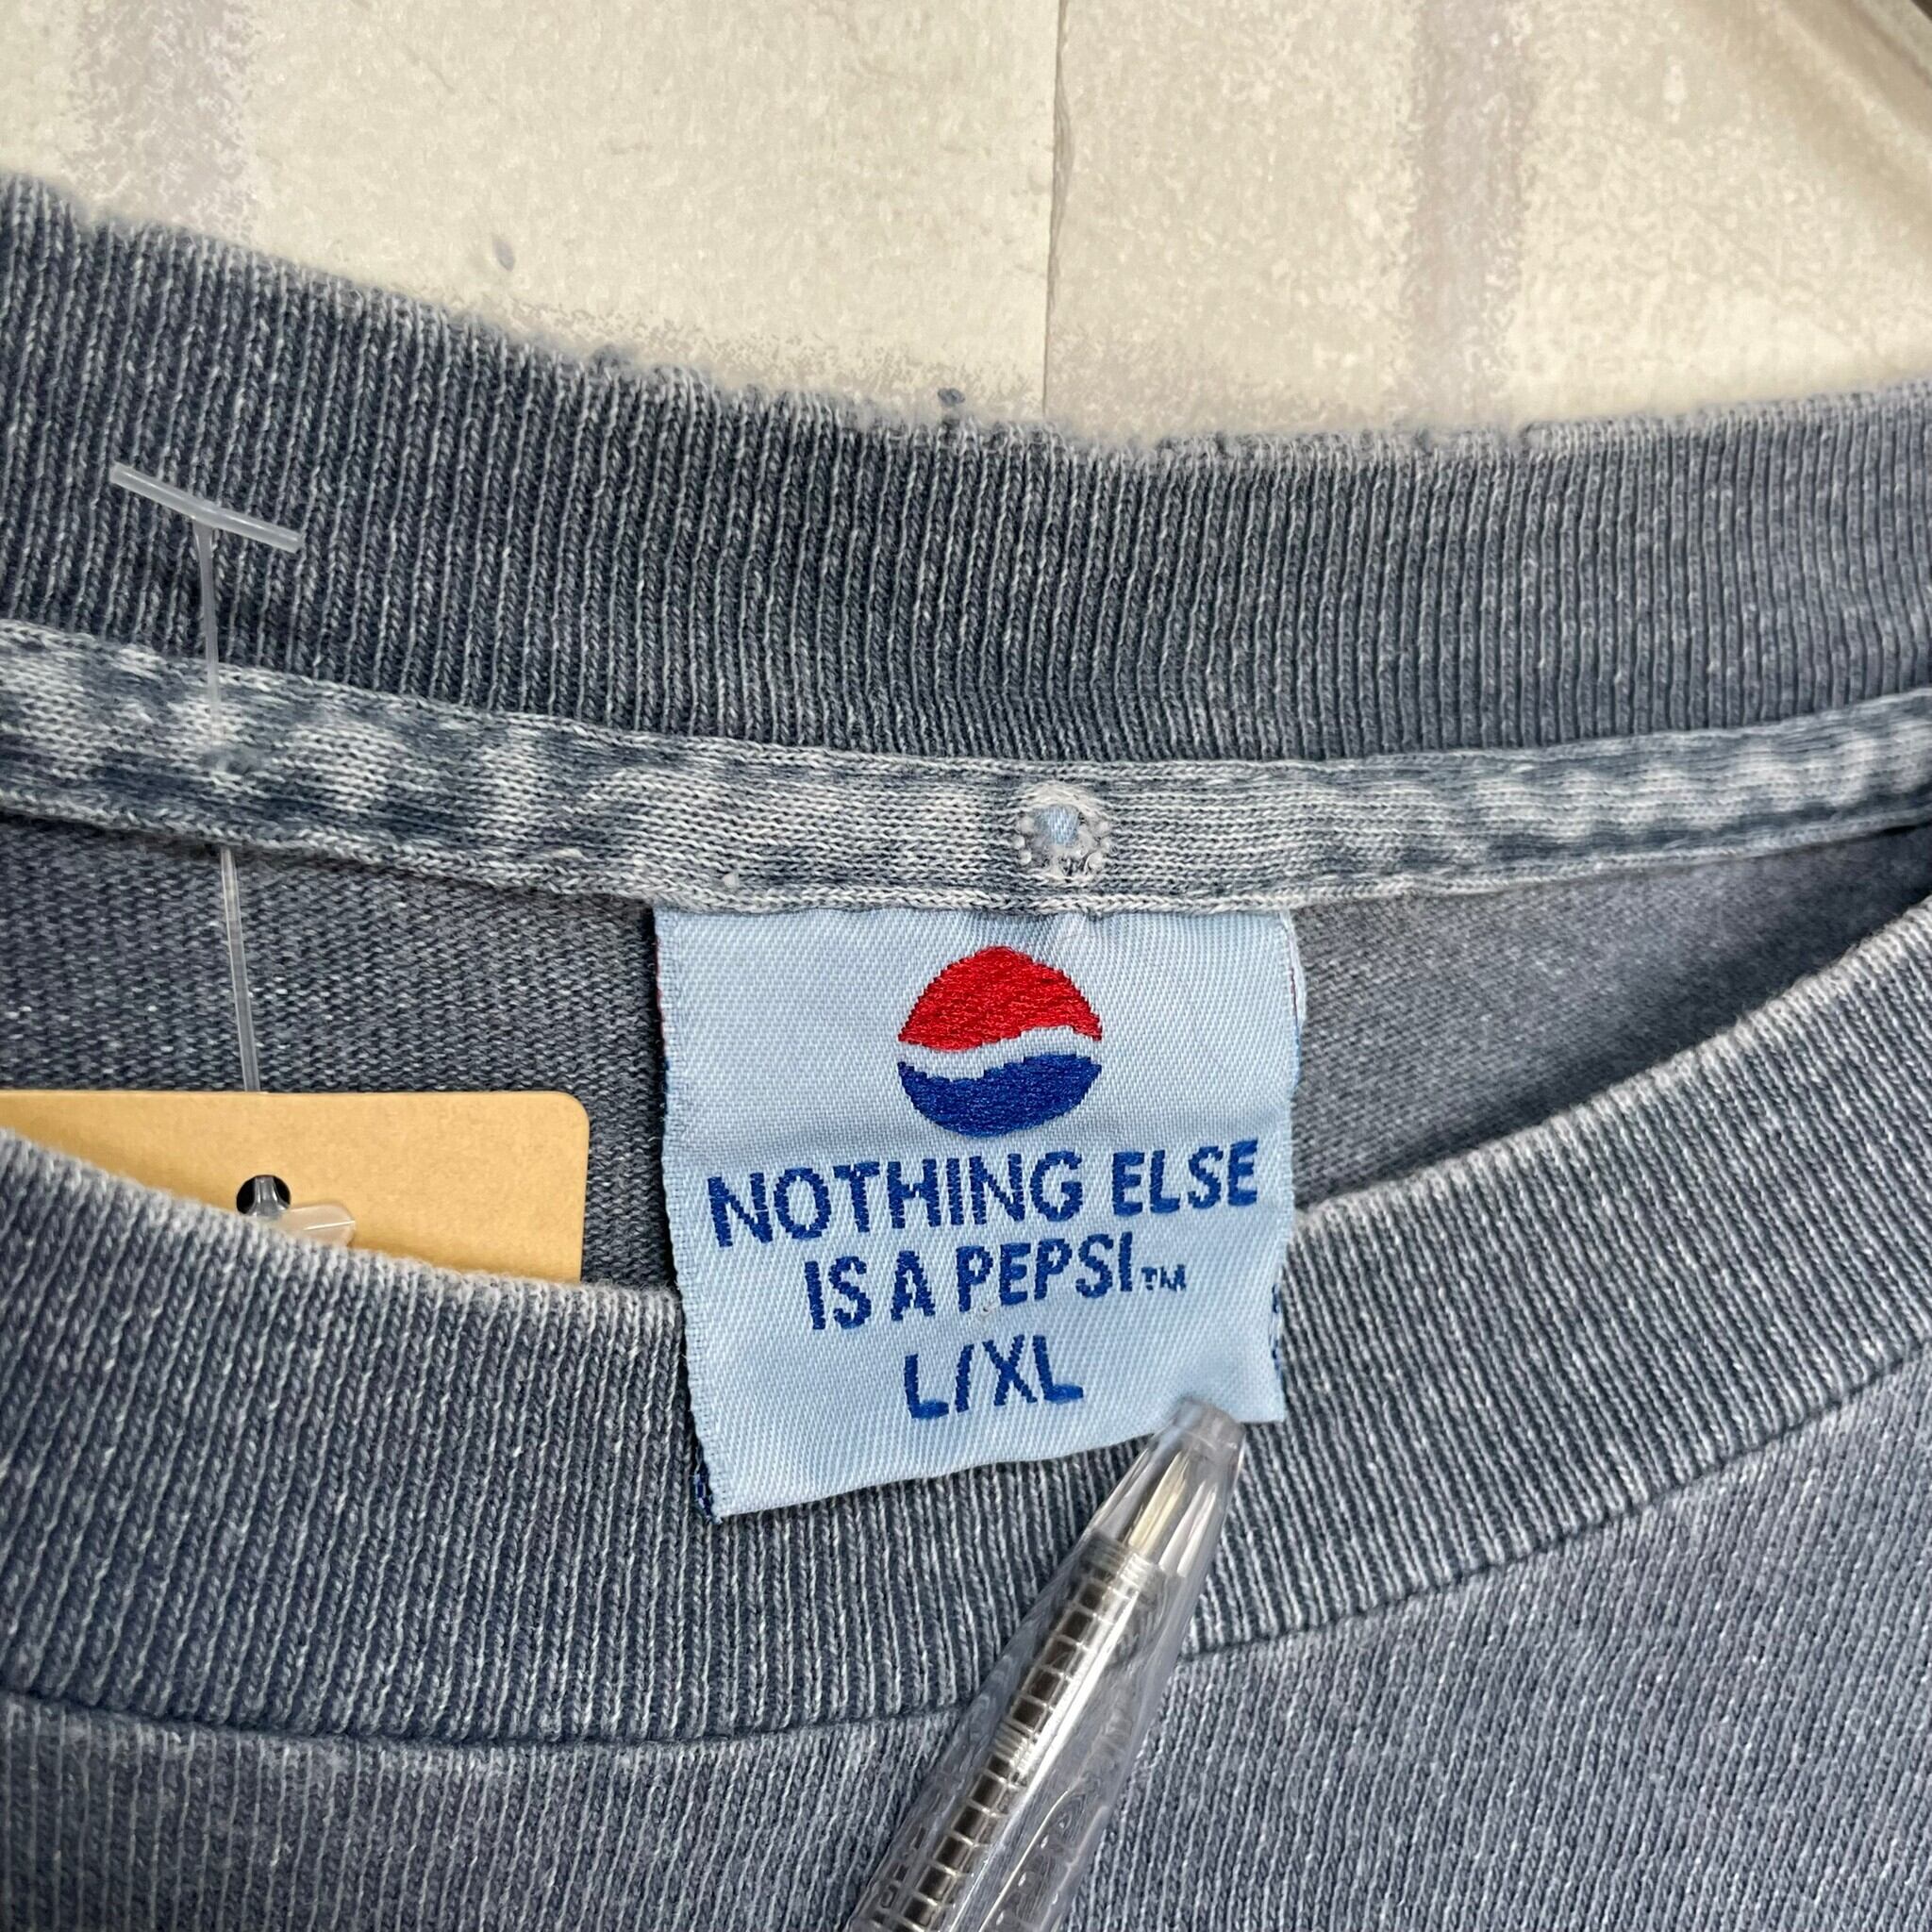 NOTHING ELSE
IS A PEPSI™
L/XL